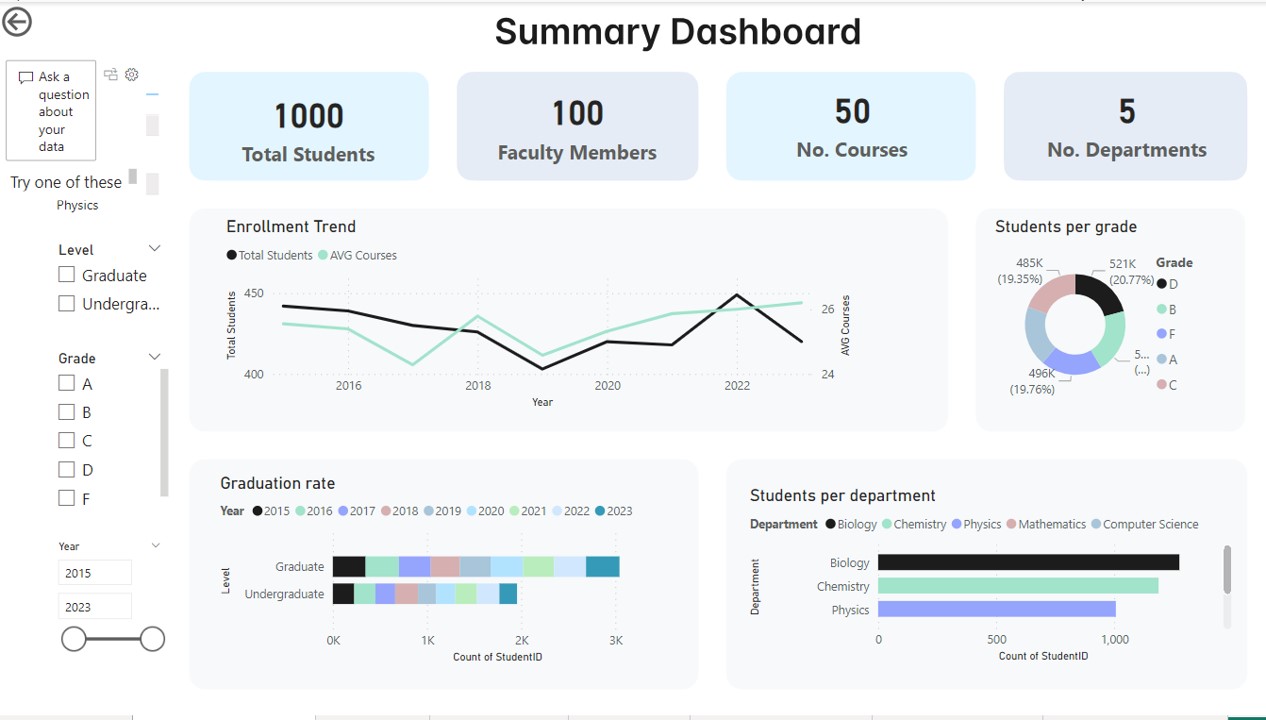 Summary Dashboard
Ask a
question
about
your
data
Try one of these
Physics
Level
Graduate
Undergra...
Grade
A
B
C
D
F
Year
2015
2023
1000
Total Students
100
Faculty Members
50
No. Courses
5
No. Departments
Enrollment Trend
Total Students AVG Courses
450
400
Total Students
26
24
AVG Courses
2016 2018 2020 2022
Year
Students per grade
485K
(19.35%)
521K
(20.77%)
5...
(...)
496K
(19.76%)
Grade
D
B
F
A
C
Graduation rate
Year 2015 2016 2017 2018 2019 2020 2021 2022 2023
Level
Graduate
Undergraduate
0K 1K 2K 3K
Count of StudentID
Students per department
Department Biology Chemistry Physics Mathematics Computer Science
Department
Biology
Chemistry
Physics
0 500 1,000
Count of StudentID